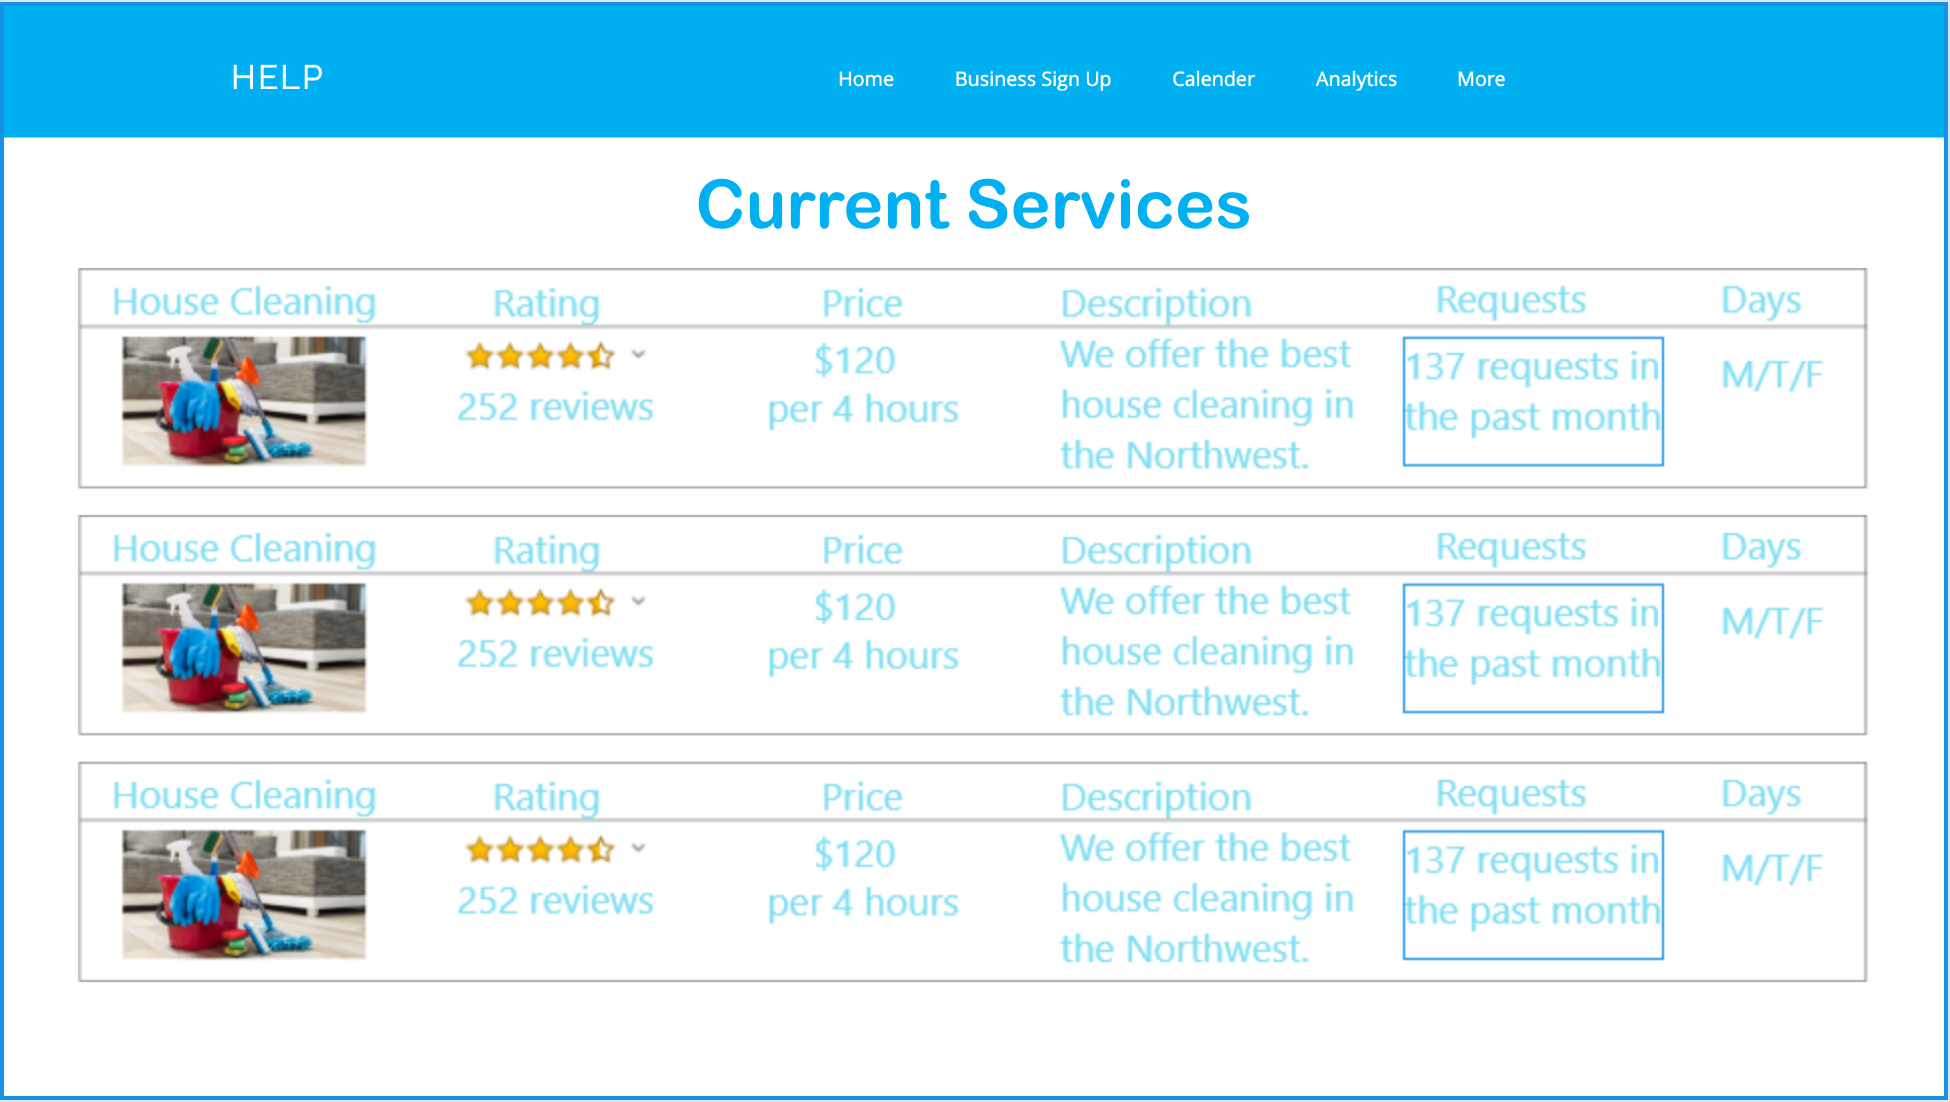 HELP
Home Business Sign Up Calender Analytics More
Current Services
House Cleaning Rating Price Description Requests Days
252 reviews
$120
per 4 hours
We offer the best
house cleaning in
the Northwest.
137 requests in
the past month
M/T/F
House Cleaning Rating Price Description Requests Days
252 reviews
$120
per 4 hours
We offer the best
house cleaning in
the Northwest.
137 requests in
the past month
M/T/F
House Cleaning Rating Price Description Requests Days
252 reviews
$120
per 4 hours
We offer the best
house cleaning in
the Northwest.
137 requests in
the past month
M/T/F